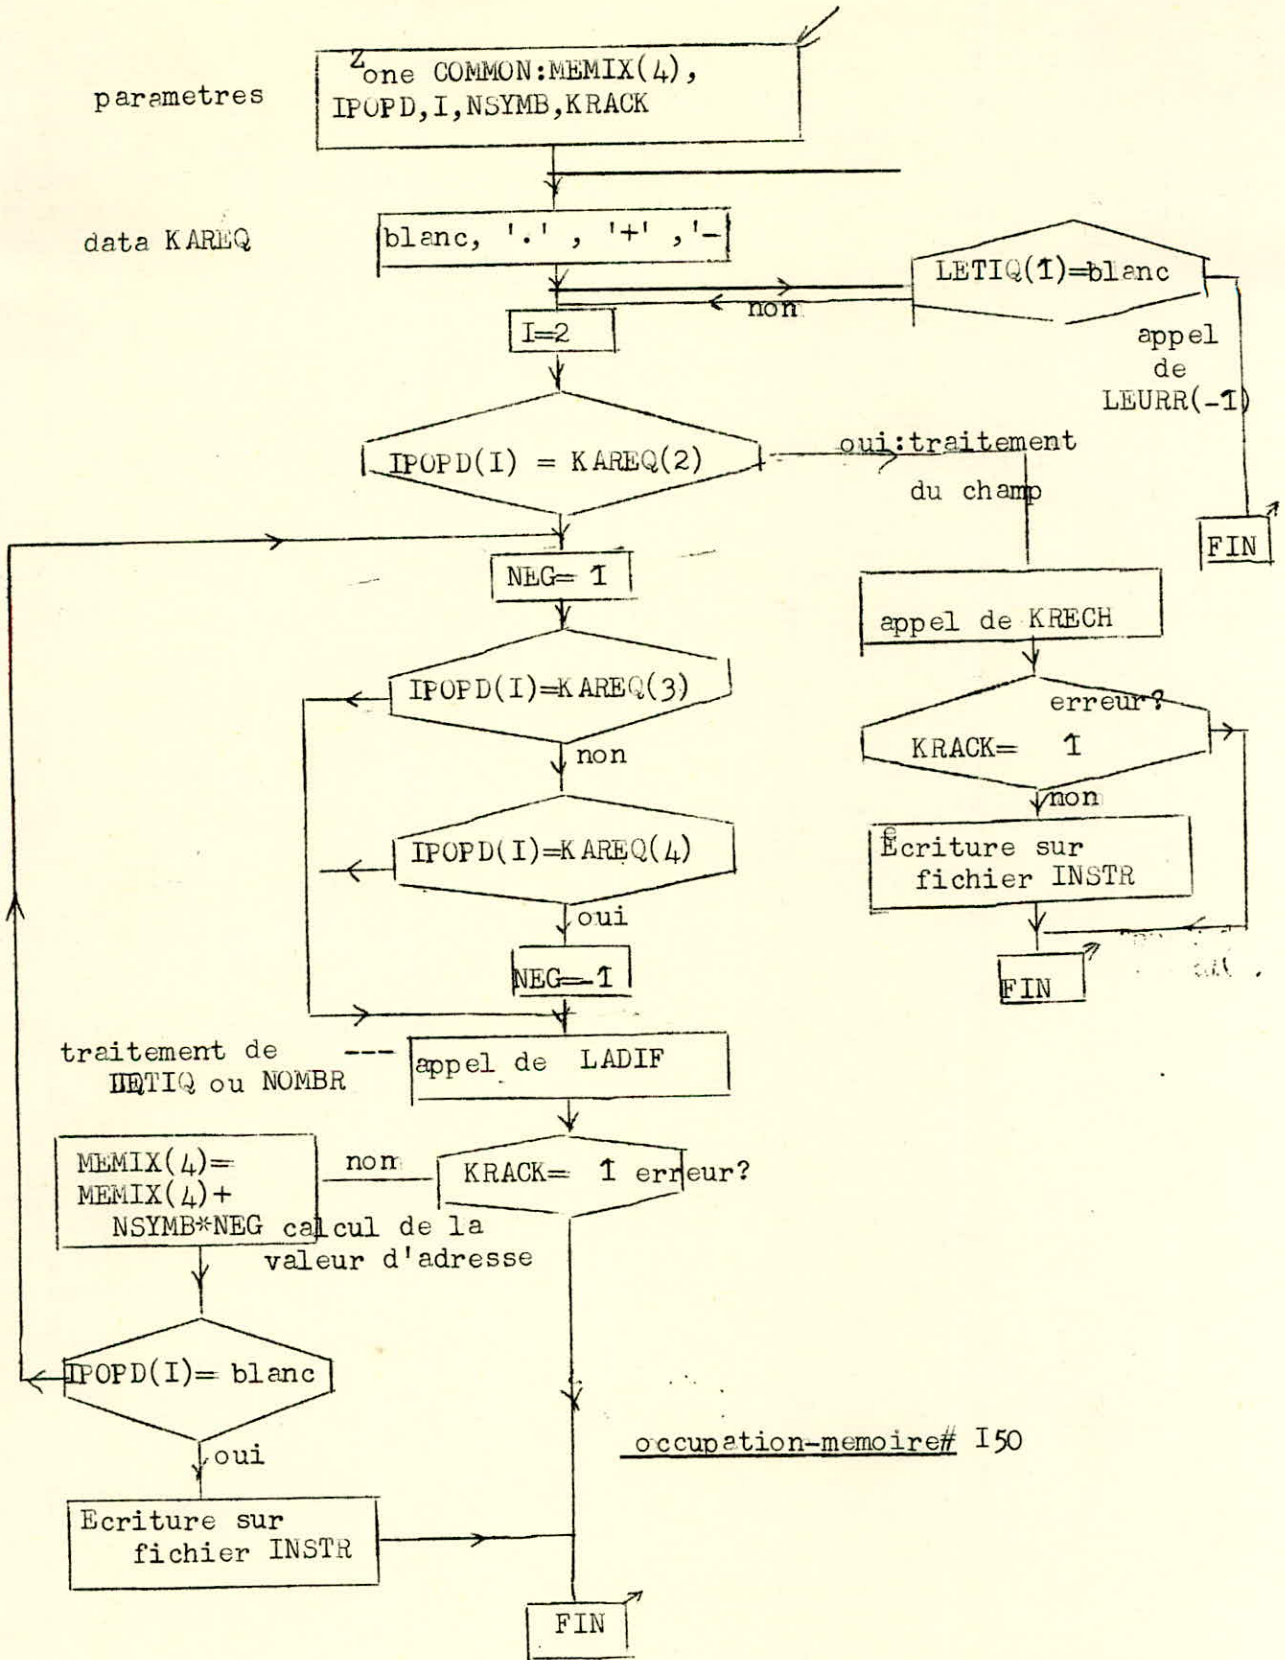 parametres
Zone COMMON:MEMIX(4),
IPOPD,I,NSYMB,KRACK
data KAREQ
blanc, '.' , '+' ,'-
LETIQ(1)=blanc
non
I=2
appel
de
LEURR(-1)
IPOPD(I) = KAREQ(2)
oui:traitement
du champ
FIN
NEG= 1
appel de KRECH
IPOPD(I)=KAREQ(3)
erreur?
KRACK= 1
non
non
IPOPD(I)=KAREQ(4)
Ecriture sur
fichier INSTR
oui
NEG=-1
FIN
traitement de ---
LETIQ ou NOMBR
appel de LADIF
MEMIX(4)=
MEMIX(4)+
NSYMB*NEG
non
KRACK= 1 erreur?
calcul de la
valeur d'adresse
IPOPD(I)= blanc
occupation-memoire# I50
oui
Ecriture sur
fichier INSTR
FIN